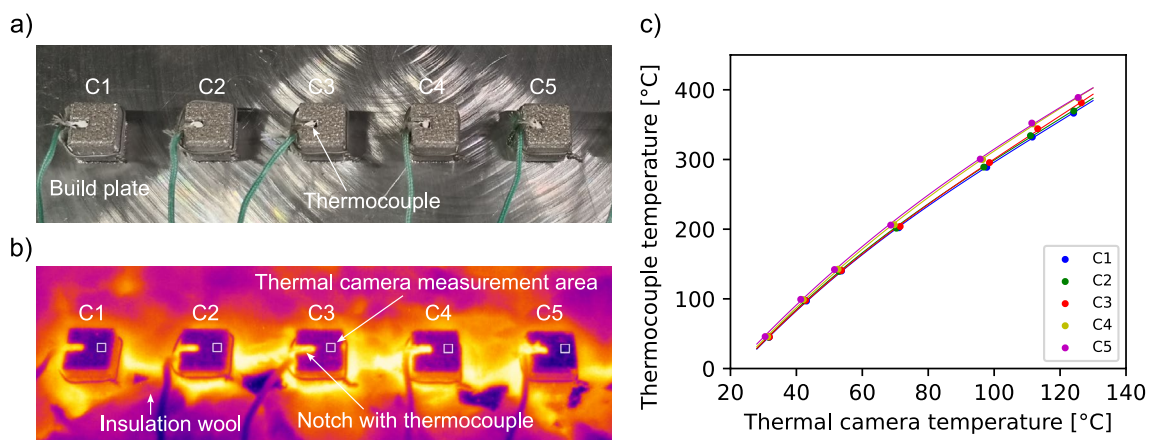 a)
C1 C2 C3 C4 C5
Build plate
Thermocouple
b)
Thermal camera measurement area
C1 C2 C3 C4 C5
Insulation wool
Notch with thermocouple
c)
Thermocouple temperature [°C]
400
300
200
100
0
20 40 60 80 100 120 140
Thermal camera temperature [°C]
C1
C2
C3
C4
C5